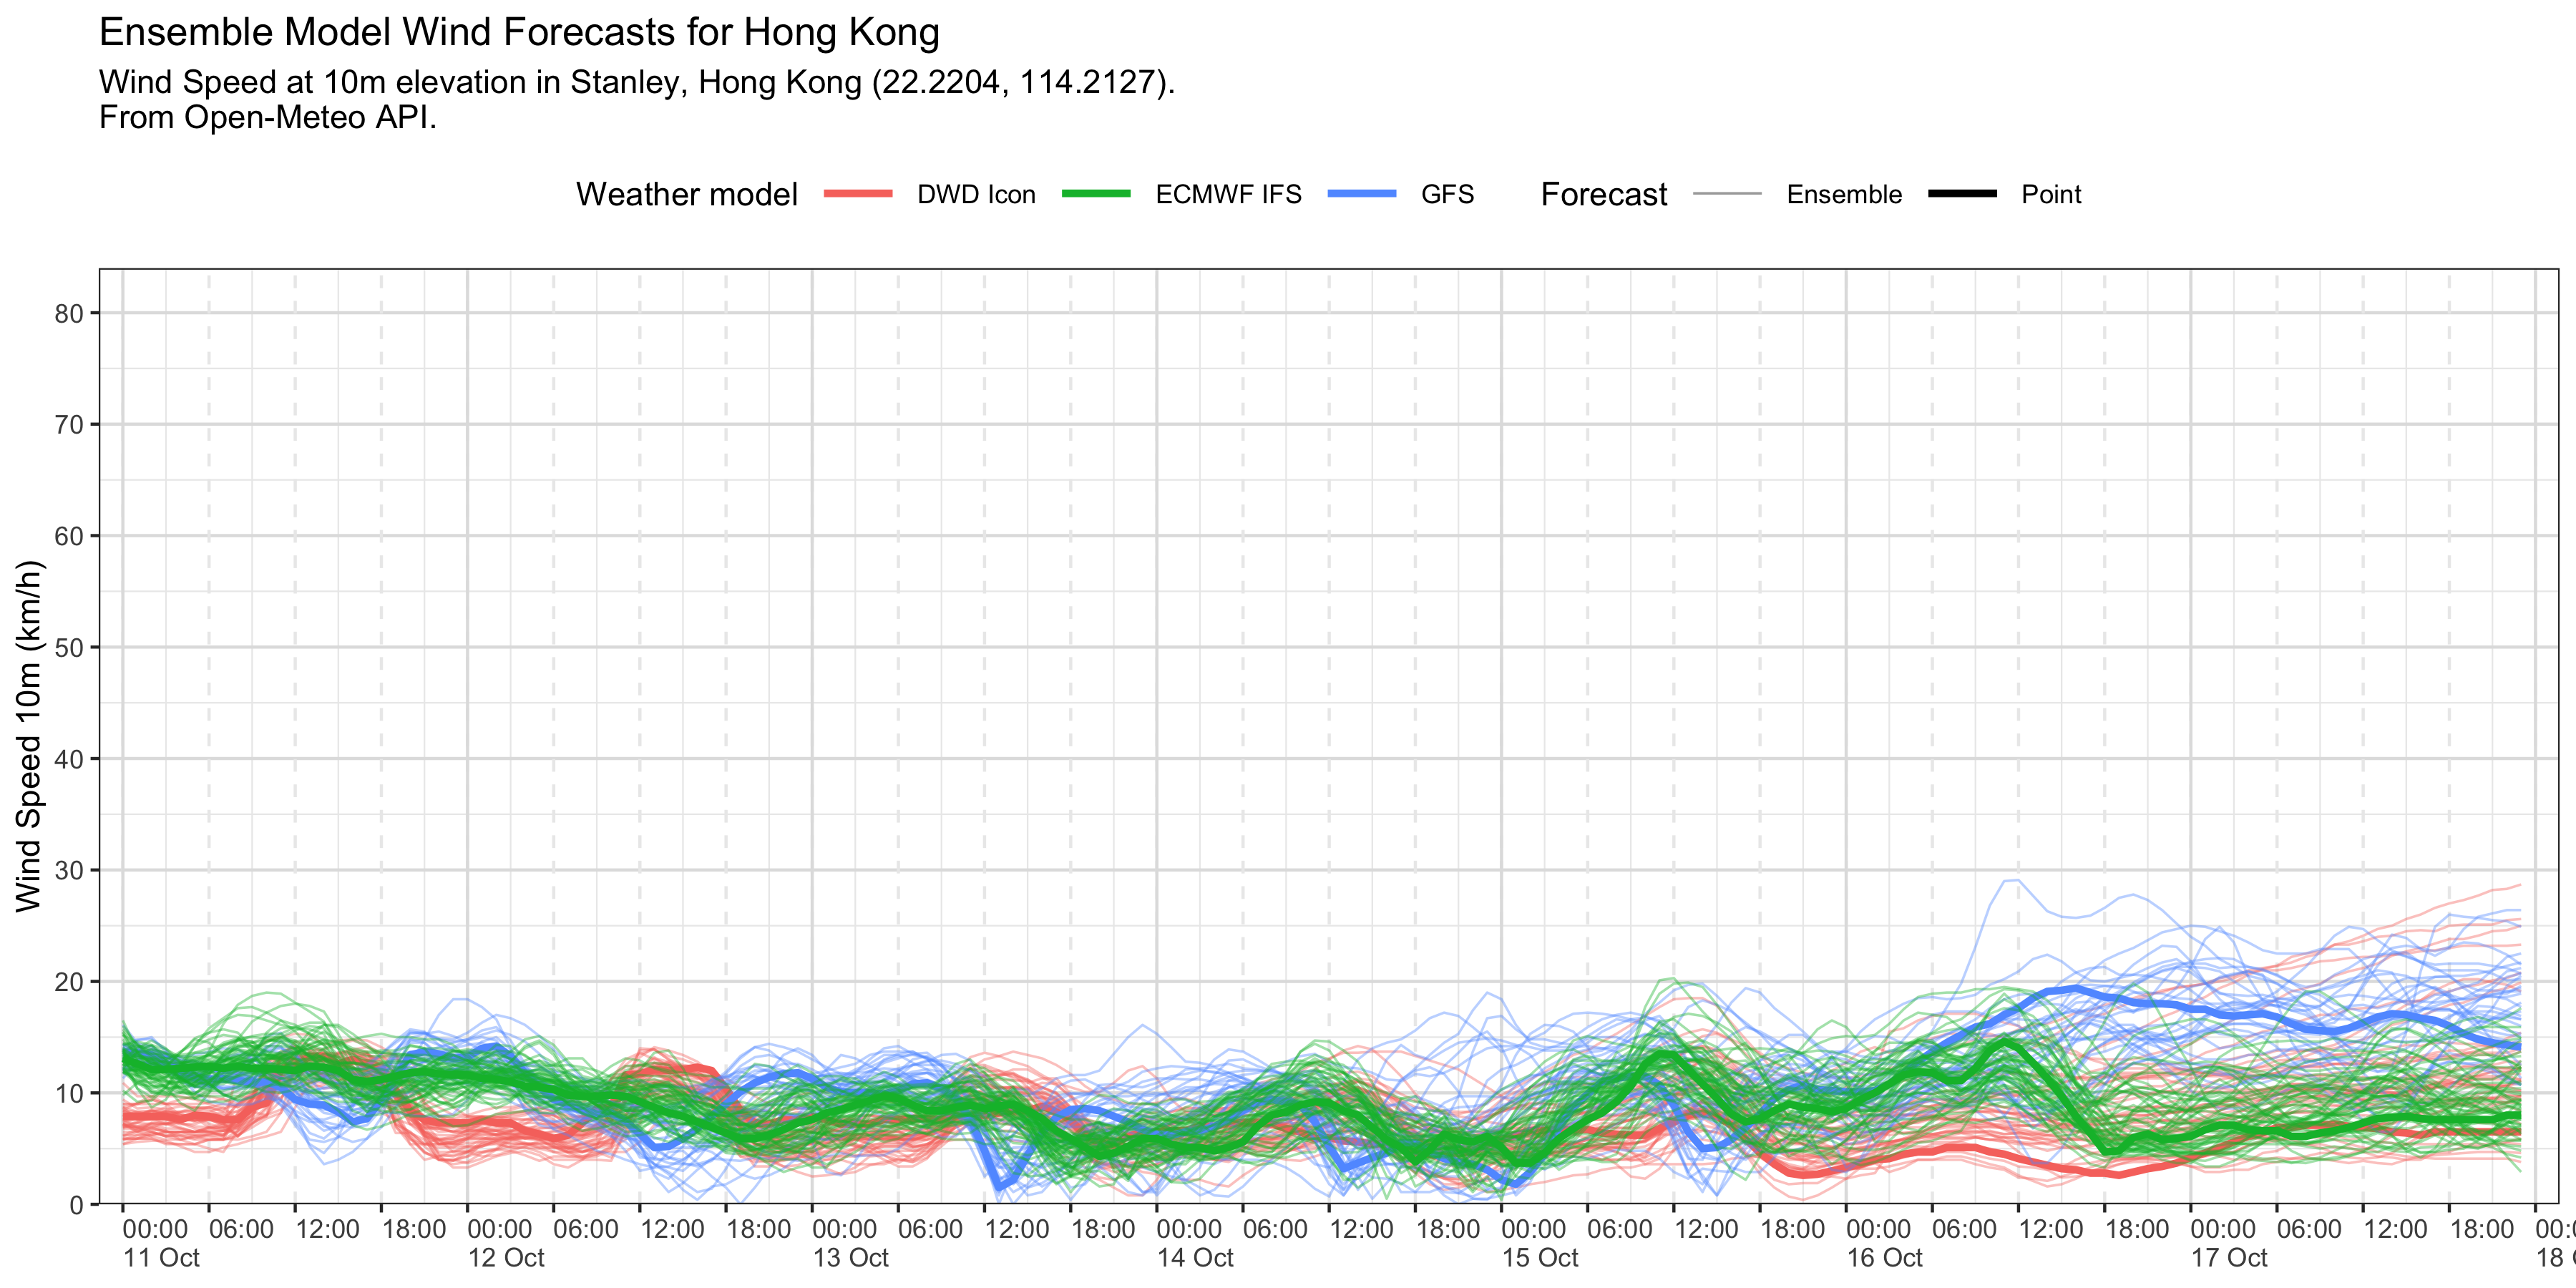 Ensemble Model Wind Forecasts for Hong Kong
Wind Speed at 10m elevation in Stanley, Hong Kong (22.2204, 114.2127).
From Open-Meteo API.
Weather model DWD Icon ECMWF IFS GFS Forecast Ensemble Point
Wind Speed 10m (km/h)
80
70
60
50
40
30
20
10
0
00:00 06:00 12:00 18:00 00:00 06:00 12:00 18:00 00:00 06:00 12:00 18:00 00:00 06:00 12:00 18:00 00:00 06:00 12:00 18:00 00:00 06:00 12:00 18:00 00:00 06:00 12:00 18:00
11 Oct 12 Oct 13 Oct 14 Oct 15 Oct 16 Oct 17 Oct 18